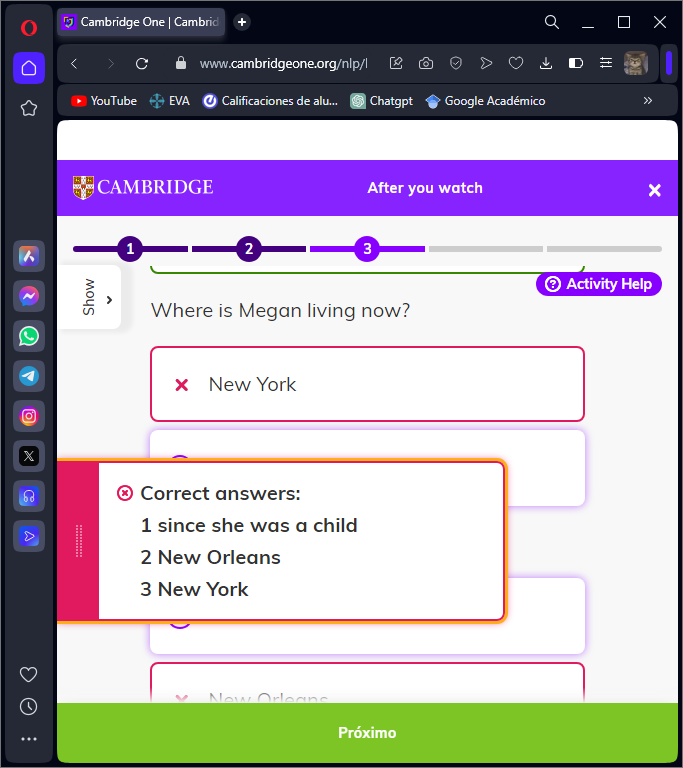 Cambridge One | Cambrid
www.cambridgeone.org/nlp/l
YouTube
EVA
Calificaciones de alu...
Chatgpt
Google Académico
CAMBRIDGE
After you watch
1
2
3
Show
Activity Help
Where is Megan living now?
New York
Correct answers:
1 since she was a child
2 New Orleans
3 New York
New Orleans
Próximo